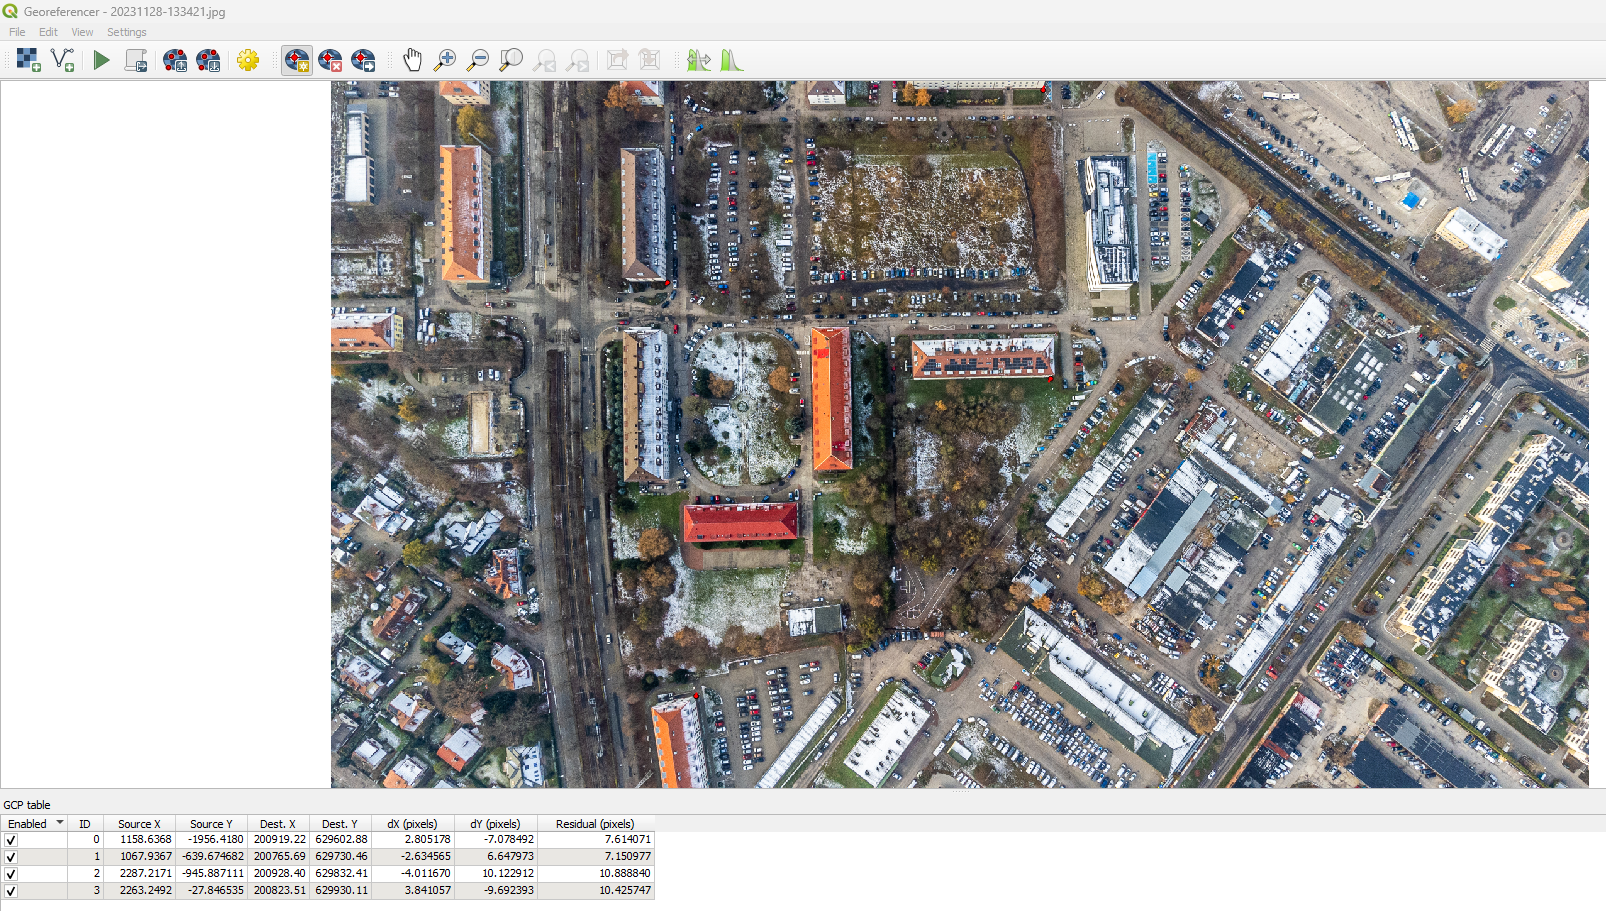 Georeferencer - 20231128-133421.jpg
File Edit View Settings
GCP table
Enabled ID Source X Source Y Dest. X Dest. Y dX (pixels) dY (pixels) Residual (pixels)
0 1158.6368 -1956.4180 200919.22 629602.88 2.805178 -7.078492 7.614071
1 1067.9367 -639.674682 200765.69 629730.46 -2.634565 6.647973 7.150977
2 2287.2171 -945.887111 200928.40 629832.41 -4.011670 10.122912 10.888840
3 2263.2492 -27.846535 200823.51 629930.11 3.841057 -9.692393 10.425747